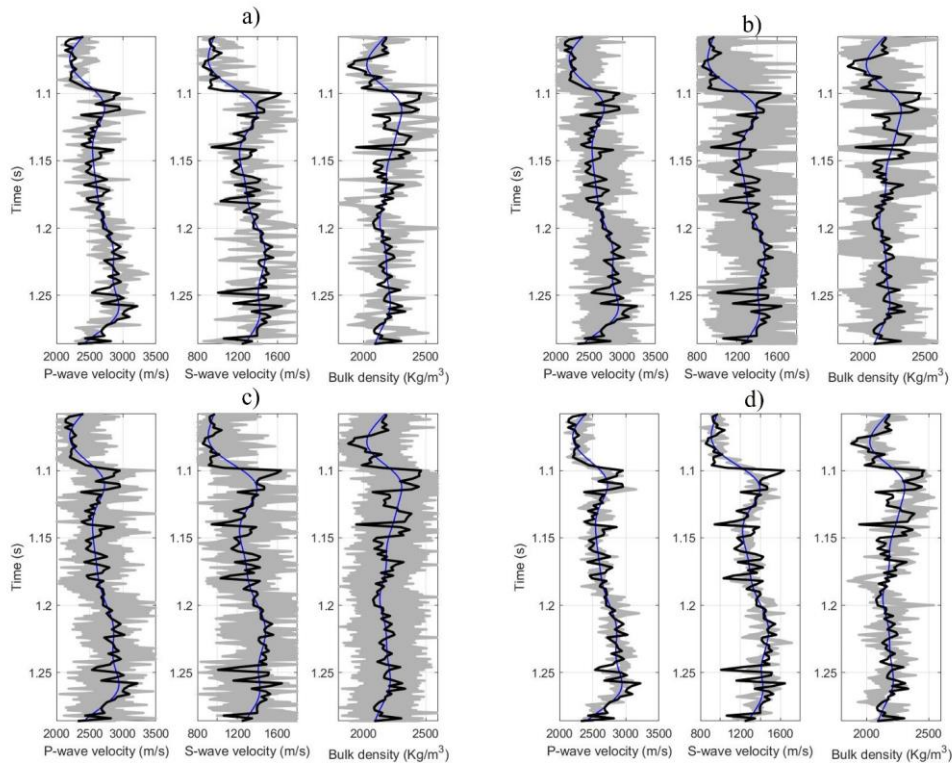 a)
b)
Time (s)
1.1
1.15
1.2
1.25
2000 2500 3000 3500
800 1200 1600
2000 2500
P-wave velocity (m/s)
S-wave velocity (m/s)
Bulk density (Kg/m³)
Time (s)
1.1
1.15
1.2
1.25
2000 2500 3000 3500
800 1200 1600
2000 2500
P-wave velocity (m/s)
S-wave velocity (m/s)
Bulk density (Kg/m³)
c)
d)
Time (s)
1.1
1.15
1.2
1.25
2000 2500 3000 3500
800 1200 1600
2000 2500
P-wave velocity (m/s)
S-wave velocity (m/s)
Bulk density (Kg/m³)
Time (s)
1.1
1.15
1.2
1.25
2000 2500 3000 3500
800 1200 1600
2000 2500
P-wave velocity (m/s)
S-wave velocity (m/s)
Bulk density (Kg/m³)